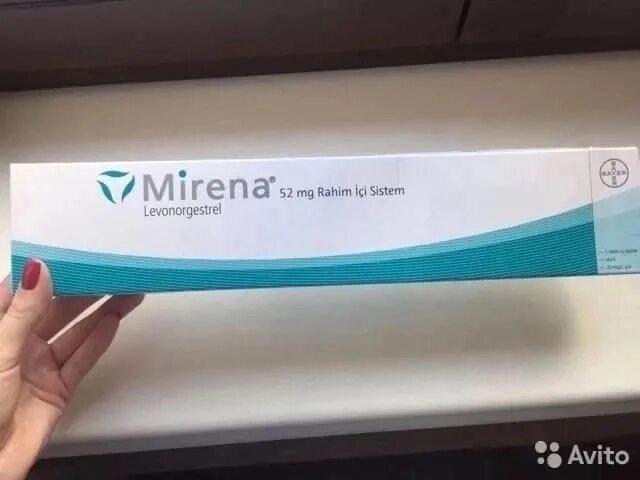 Mirena® 52 mg Rahim İçi Sistem
Levonorgestrel
BAYER
Avito